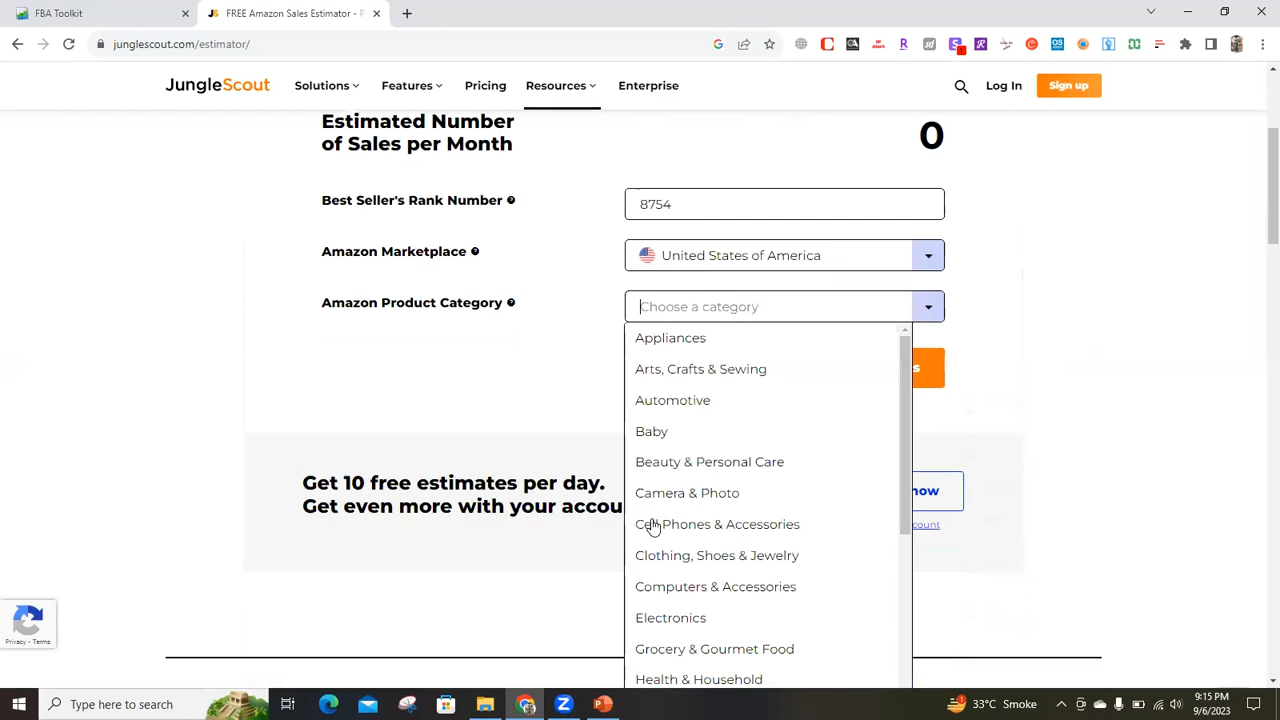 FBA Toolkit
FREE Amazon Sales Estimator - P
junglescout.com/estimator/
JungleScout
Solutions
Features
Pricing
Resources
Enterprise
Log In
Sign up
Estimated Number
of Sales per Month
0
Best Seller's Rank Number
8754
Amazon Marketplace
United States of America
Amazon Product Category
Choose a category
Appliances
Arts, Crafts & Sewing
Automotive
Baby
Beauty & Personal Care
Camera & Photo
Cell Phones & Accessories
Clothing, Shoes & Jewelry
Computers & Accessories
Electronics
Grocery & Gourmet Food
Health & Household
s
Get 10 free estimates per day.
Get even more with your accou
now
count
Privacy - Terms
Type here to search
33°C Smoke
9:15 PM
9/6/2023